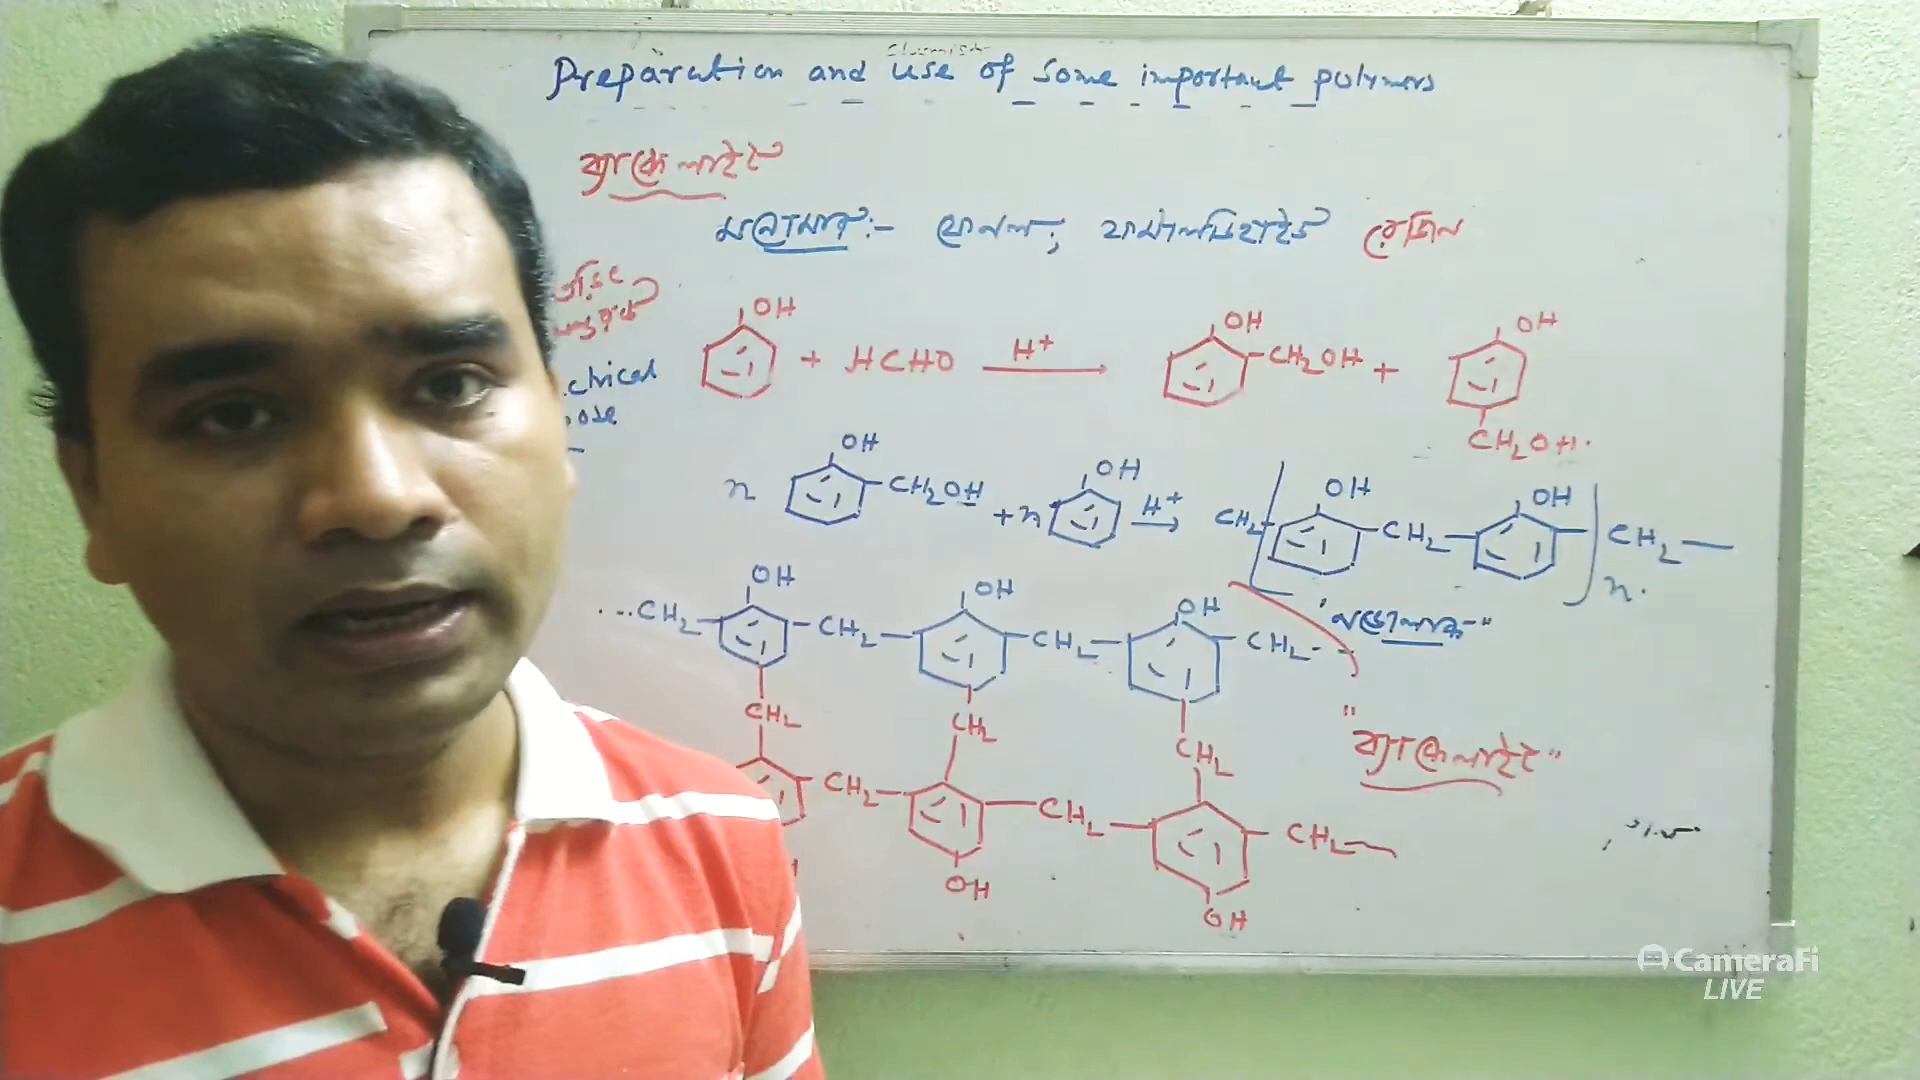 Preparation and use of some important polymers
ব্যাকেলাইট
মনোমার:- ফেনল; ফর্মালডিহাইড রেজিন
OH + HCHO H+ OH CH2OH + OH CH2OH.
n OH CH2OH + n OH H+ CH2 OH CH2 OH CH2 n.
"নভোলাক"
...CH2 OH CH2 OH CH2 OH CH2--
CH2 CH2 CH2
"ব্যাকেলাইট"
CH2 CH2 CH2
OH OH
CameraFi
LIVE